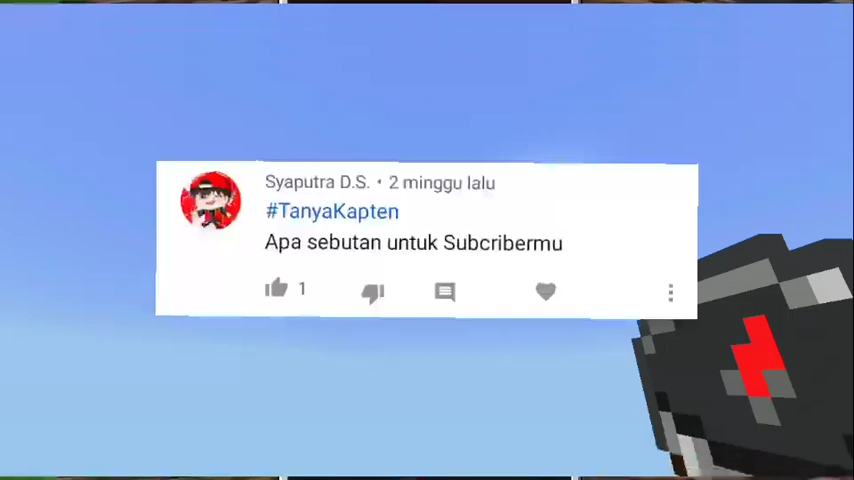 Syaputra D.S. • 2 minggu lalu
#TanyaKapten
Apa sebutan untuk Subcribermu
1